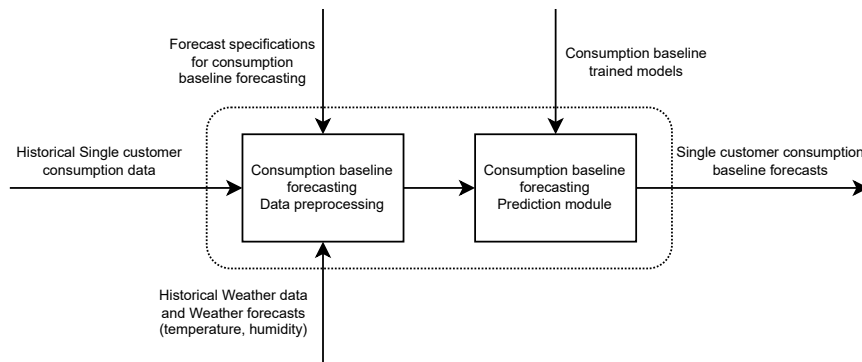 Forecast specifications
for consumption
baseline forecasting
Consumption baseline
trained models
Historical Single customer
consumption data
Consumption baseline
forecasting
Data preprocessing
Consumption baseline
forecasting
Prediction module
Single customer consumption
baseline forecasts
Historical Weather data
and Weather forecasts
(temperature, humidity)